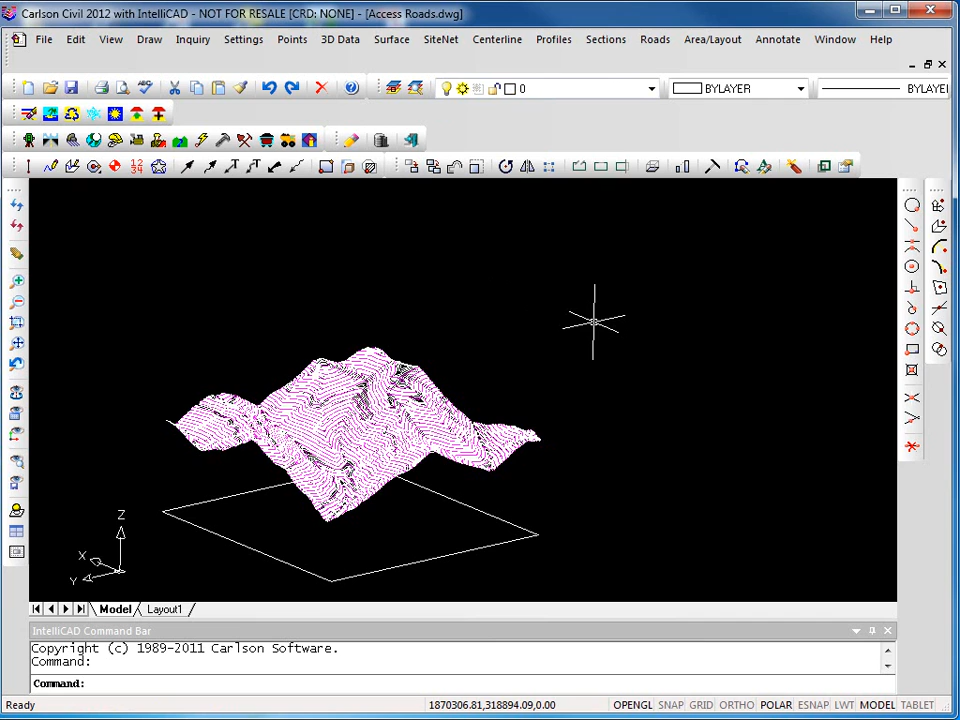 Carlson Civil 2012 with IntelliCAD - NOT FOR RESALE [CRD: NONE] - [Access Roads.dwg]
File Edit View Draw Inquiry Settings Points 3D Data Surface SiteNet Centerline Profiles Sections Roads Area/Layout Annotate Window Help
0 BYLAYER BYLAYE
12
34
Z
X
Y
Model Layout1
IntelliCAD Command Bar
Copyright (c) 1989-2011 Carlson Software.
Command:
Command:
Ready 1870306.81,318894.09,0.00 OPENGL SNAP GRID ORTHO POLAR ESNAP LWT MODEL TABLET